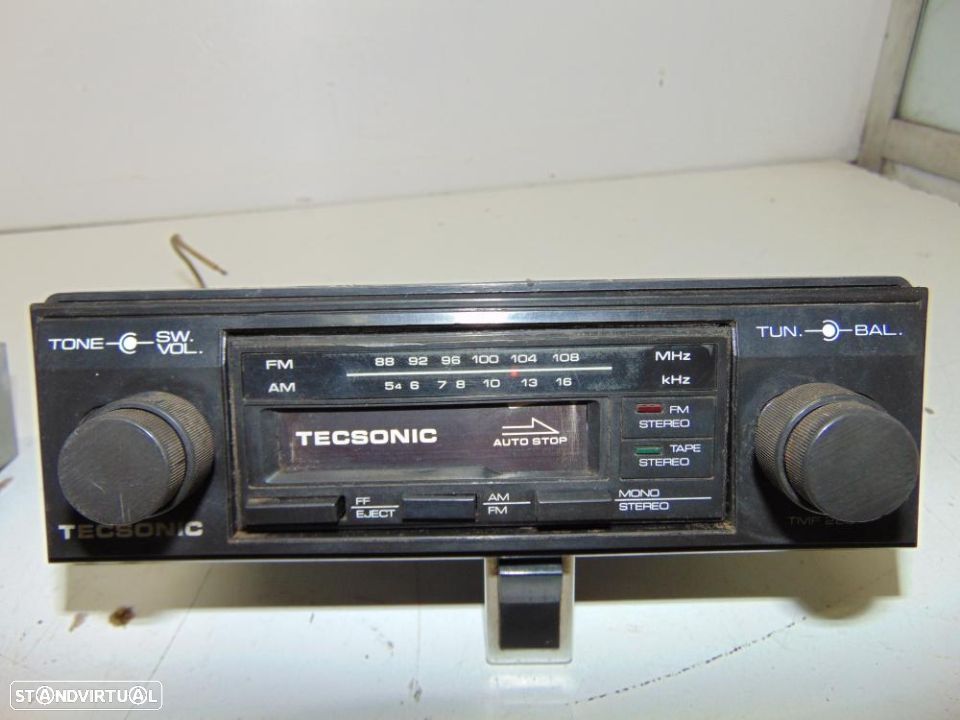 TONE SW. VOL.
TUN. BAL.
FM 88 92 96 100 104 108 MHz
AM 54 6 7 8 10 13 16 kHz
TECSONIC
AUTO STOP
FM STEREO
TAPE STEREO
FF EJECT
AM FM
MONO STEREO
TECSONIC
TMF
STANDVIRTUAL